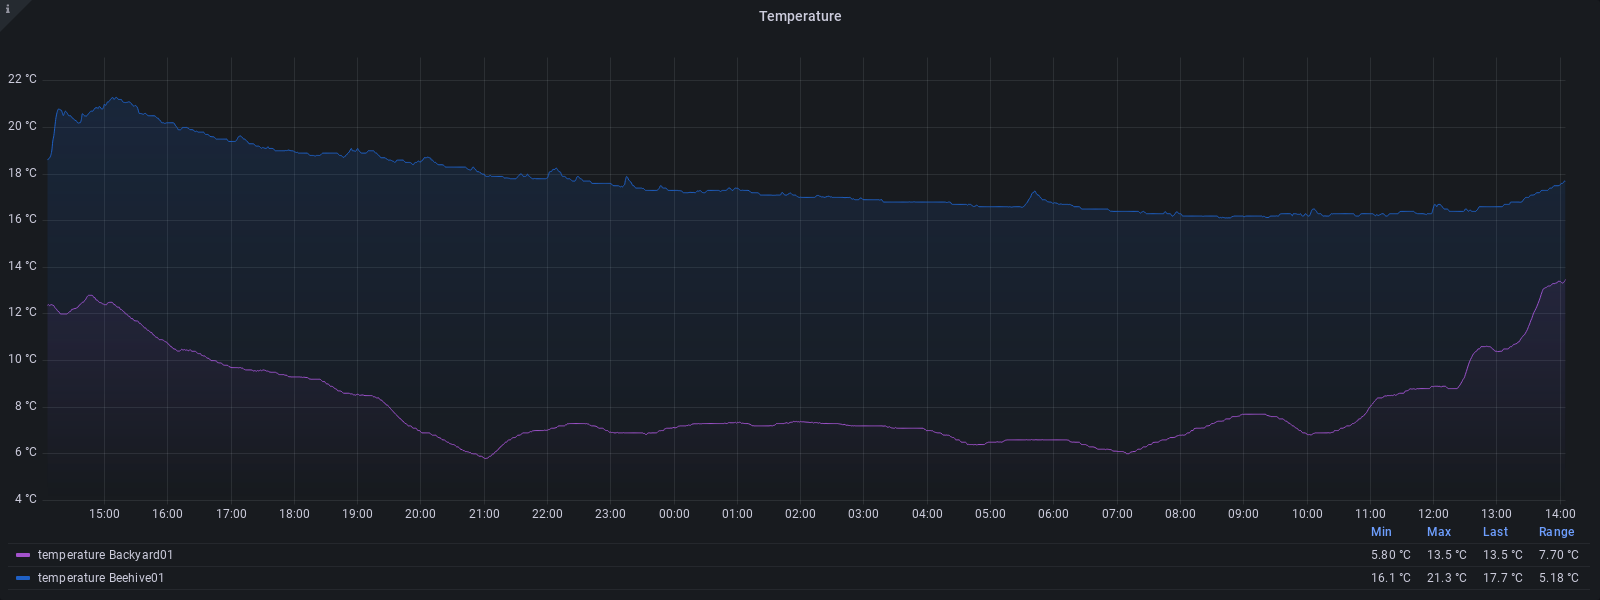 i
Temperature
22 °C
20 °C
18 °C
16 °C
14 °C
12 °C
10 °C
8 °C
6 °C
4 °C
15:00 16:00 17:00 18:00 19:00 20:00 21:00 22:00 23:00 00:00 01:00 02:00 03:00 04:00 05:00 06:00 07:00 08:00 09:00 10:00 11:00 12:00 13:00 14:00
Min Max Last Range
temperature Backyard01 5.80 °C 13.5 °C 13.5 °C 7.70 °C
temperature Beehive01 16.1 °C 21.3 °C 17.7 °C 5.18 °C